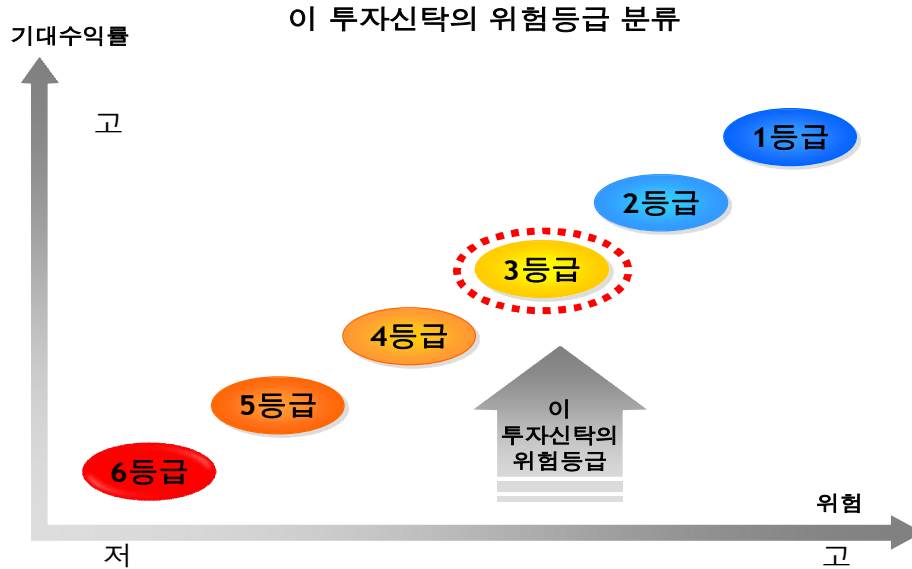 이 투자신탁의 위험등급 분류
기대수익률
고
1등급
2등급
3등급
4등급
5등급
6등급
이
투자신탁의
위험등급
위험
저
고